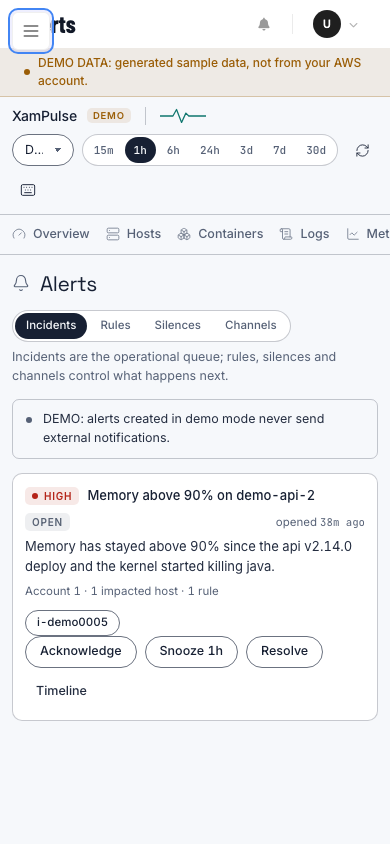 rts
U
DEMO DATA: generated sample data, not from your AWS
account.
XamPulse DEMO
D... 15m 1h 6h 24h 3d 7d 30d
Overview Hosts Containers Logs Met
Alerts
Incidents Rules Silences Channels
Incidents are the operational queue; rules, silences and
channels control what happens next.
DEMO: alerts created in demo mode never send
external notifications.
HIGH Memory above 90% on demo-api-2
OPEN opened 38m ago
Memory has stayed above 90% since the api v2.14.0
deploy and the kernel started killing java.
Account 1 · 1 impacted host · 1 rule
i-demo0005
Acknowledge Snooze 1h Resolve
Timeline